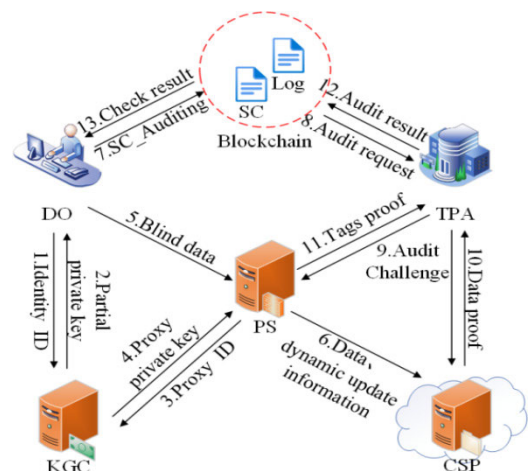 13.Check result
7.SC_Auditing
SC
Log
Blockchain
12.Audit result
8.Audit request
DO
TPA
5.Blind data
11.Tags proof
9.Audit
Challenge
10.Data proof
1.Identity ID
2.Partial
private key
PS
4.Proxy
private key
3.Proxy ID
6.Data、
dynamic update
information
KGC
CSP